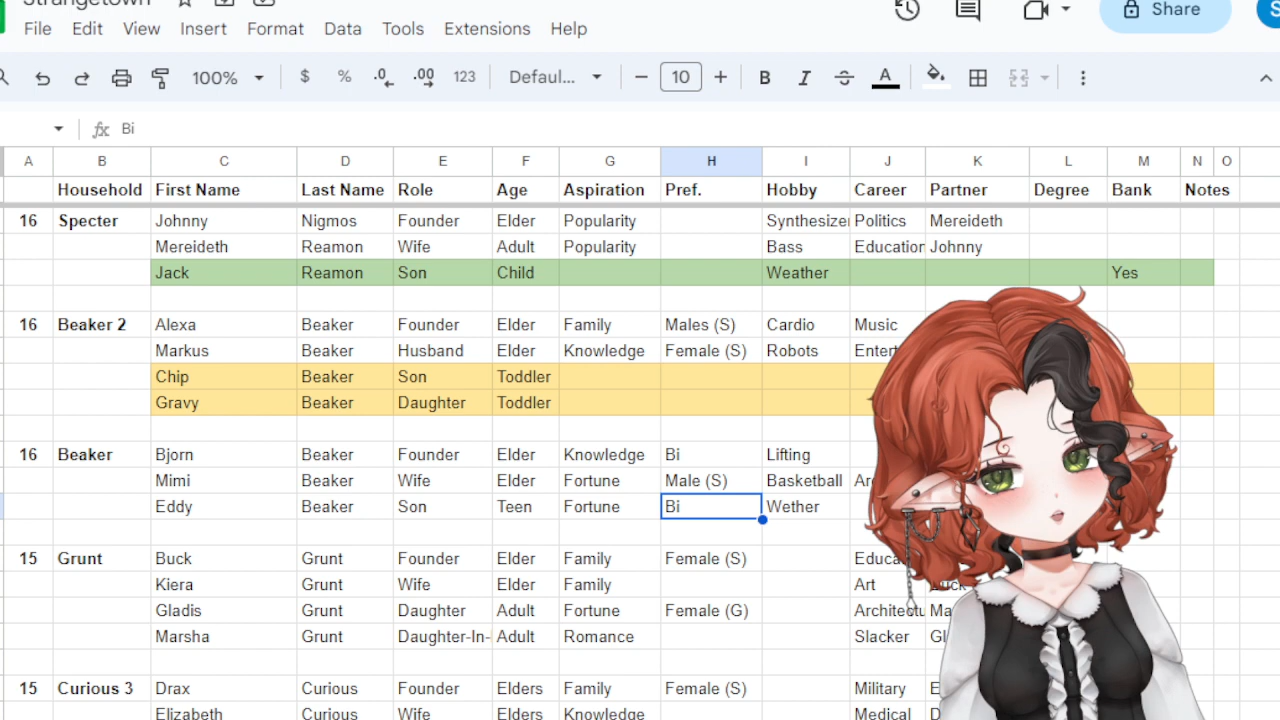 Strangetown
File Edit View Insert Format Data Tools Extensions Help
Share
100% $ % .0 .00 123 Defaul... 10 B I A
fx Bi
A B C D E F G H I J K L M N O
Household First Name Last Name Role Age Aspiration Pref. Hobby Career Partner Degree Bank Notes
16 Specter Johnny Nigmos Founder Elder Popularity Synthesizer Politics Mereideth
Mereideth Reamon Wife Adult Popularity Bass Education Johnny
Jack Reamon Son Child Weather Yes
16 Beaker 2 Alexa Beaker Founder Elder Family Males (S) Cardio Music
Markus Beaker Husband Elder Knowledge Female (S) Robots
Chip Beaker Son Toddler
Gravy Beaker Daughter Toddler
16 Beaker Bjorn Beaker Founder Elder Knowledge Bi Lifting
Mimi Beaker Wife Elder Fortune Male (S) Basketball
Eddy Beaker Son Teen Fortune Bi Wether
15 Grunt Buck Grunt Founder Elder Family Female (S)
Kiera Grunt Wife Elder Family Art
Gladis Grunt Daughter Adult Fortune Female (G) Architectu
Marsha Grunt Daughter-In- Adult Romance Slacker
15 Curious 3 Drax Curious Founder Elders Family Female (S) Military
Elizabeth Curious Wife Elders Knowledge Medical